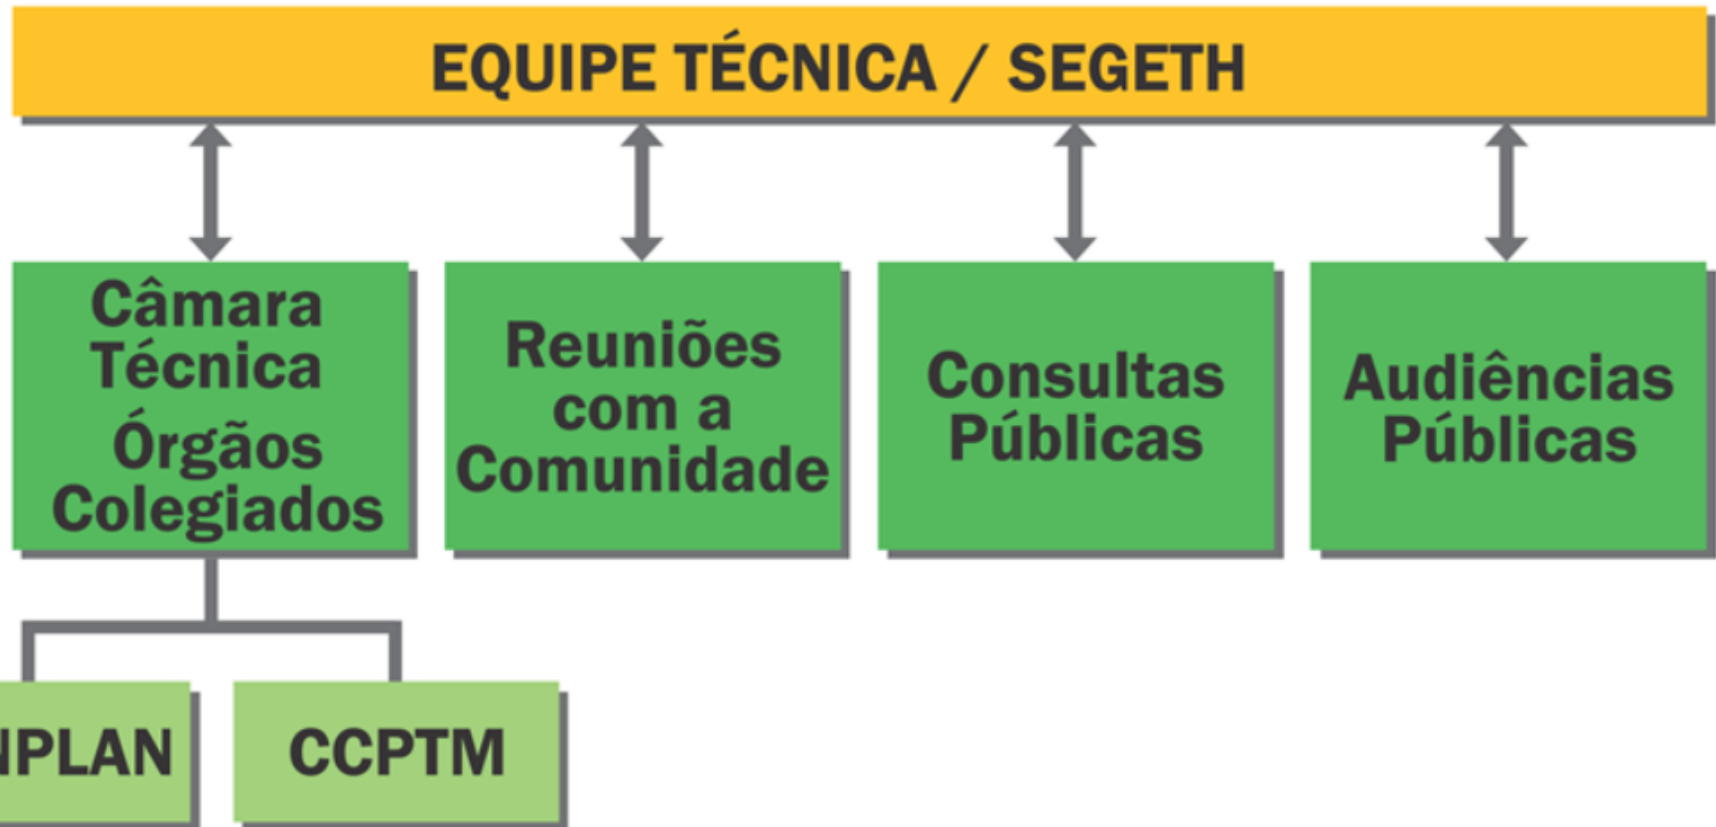 EQUIPE TÉCNICA / SEGETH
Câmara
Técnica
Órgãos
Colegiados
Reuniões
com a
Comunidade
Consultas
Públicas
Audiências
Públicas
CCPTM